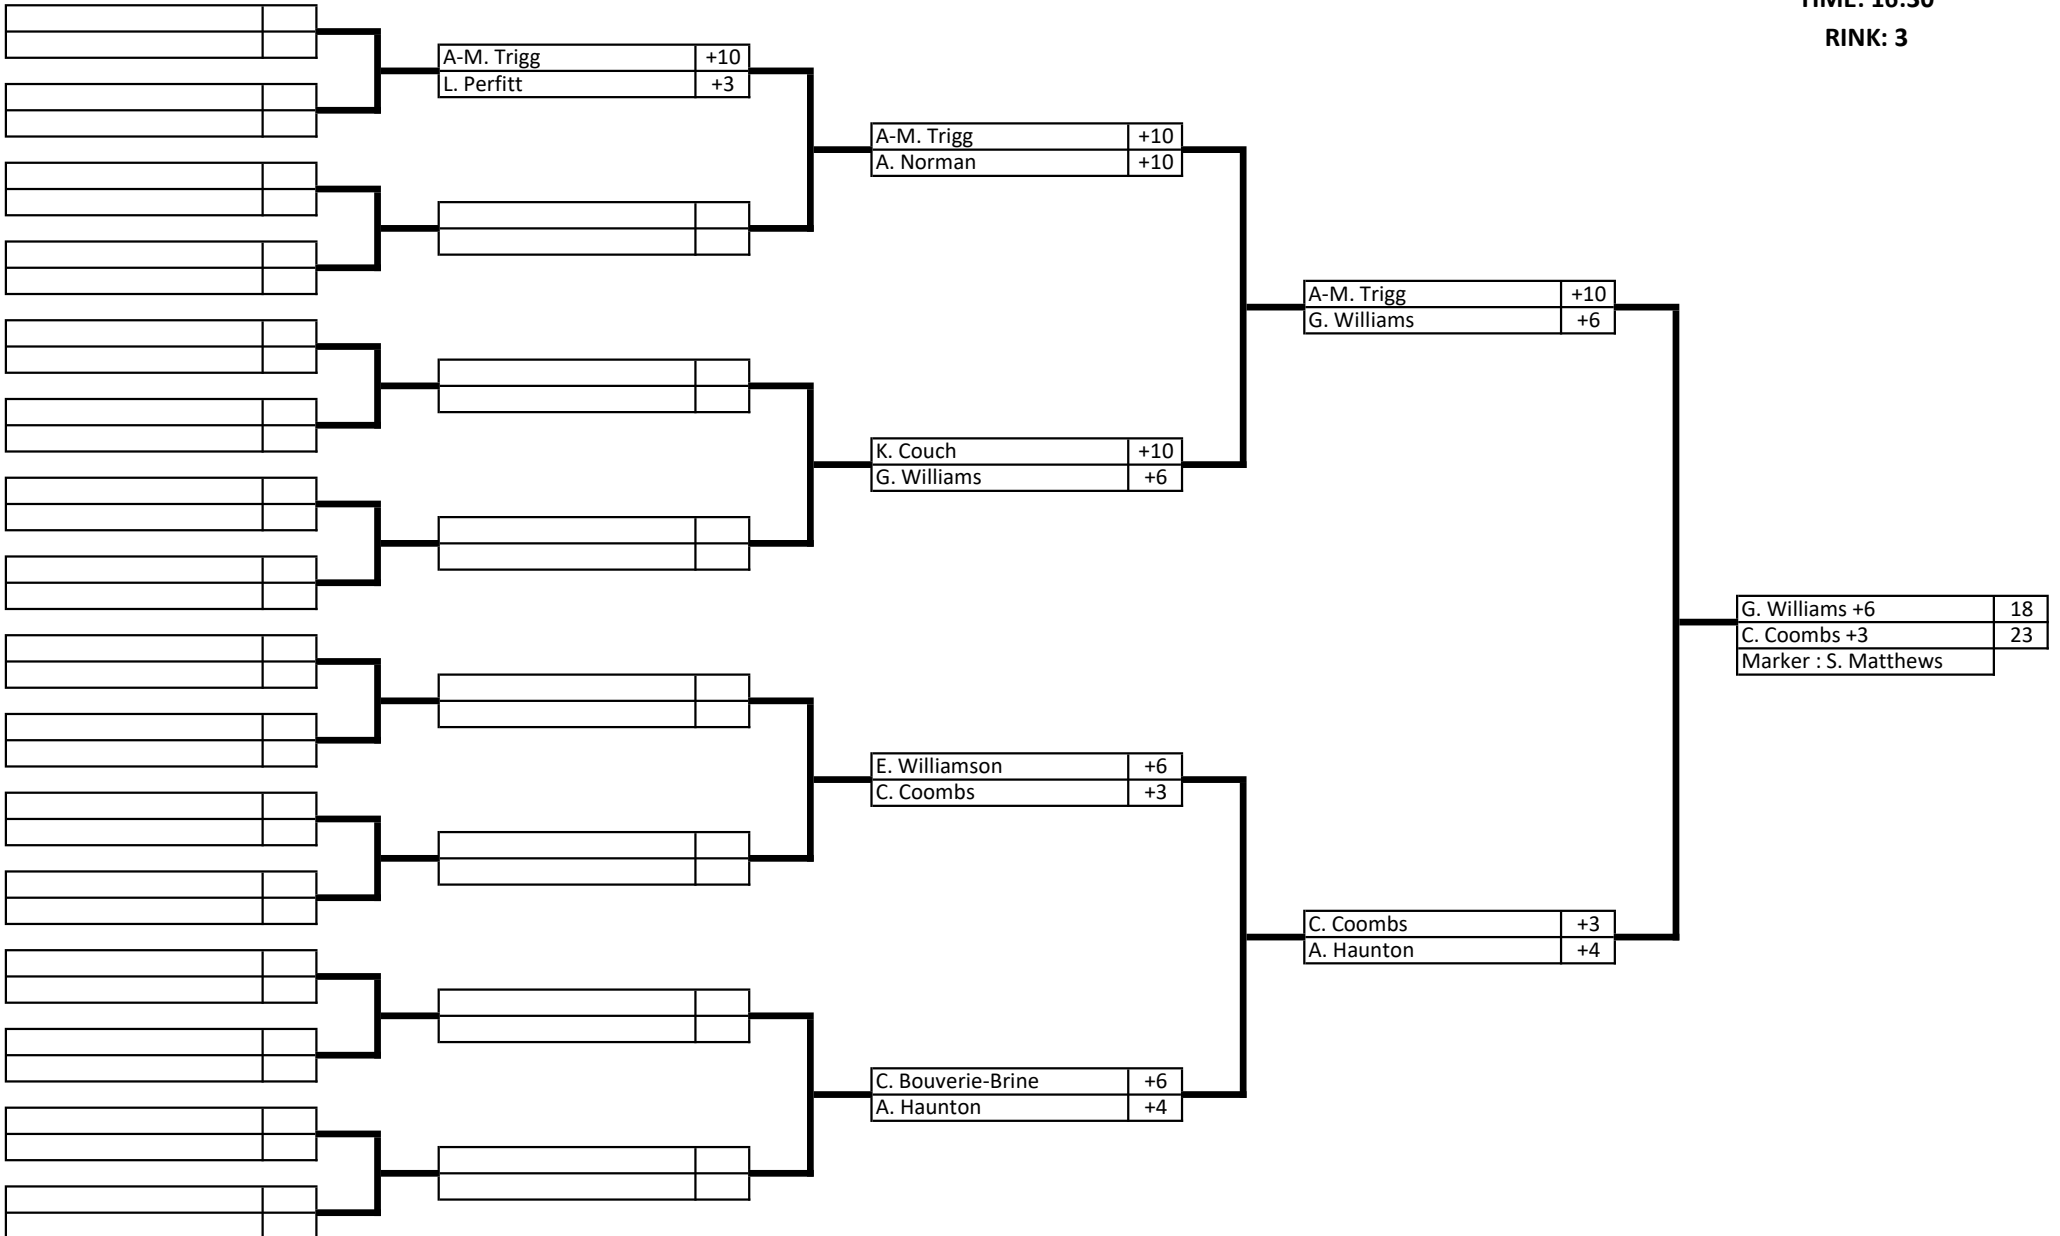 TIME: 16:30
RINK: 3
A-M. Trigg +10
L. Perfitt +3
A-M. Trigg +10
A. Norman +10
A-M. Trigg +10
G. Williams +6
K. Couch +10
G. Williams +6
G. Williams +6 18
C. Coombs +3 23
Marker : S. Matthews
E. Williamson +6
C. Coombs +3
C. Coombs +3
A. Haunton +4
C. Bouverie-Brine +6
A. Haunton +4